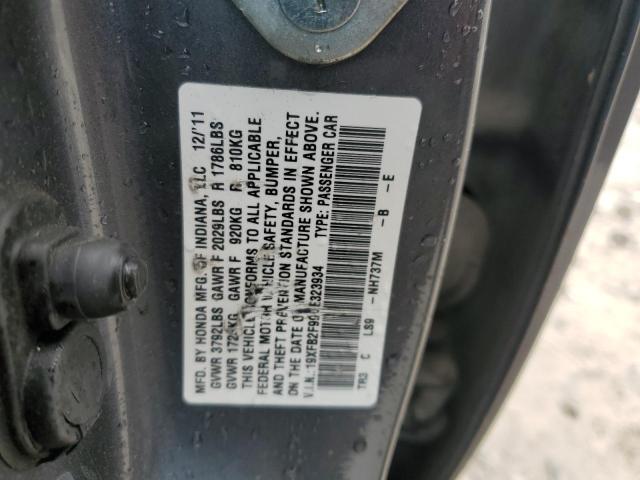 MFD. BY HONDA MFG. OF INDIANA, LLC 12/'11
GVWR 3792LBS GAWR F 2029LBS R 1786LBS
GVWR GAWR F 920KG R 810KG
THIS VEHICLE CONFORMS TO ALL APPLICABLE
FEDERAL MOTOR VEHICLE SAFETY, BUMPER,
AND THEFT PREVENTION STANDARDS IN EFFECT
ON THE DATE OF MANUFACTURE SHOWN ABOVE.
V.I.N.: TYPE: PASSENGER CAR
TR3 C LS9 -NH737M -B -E